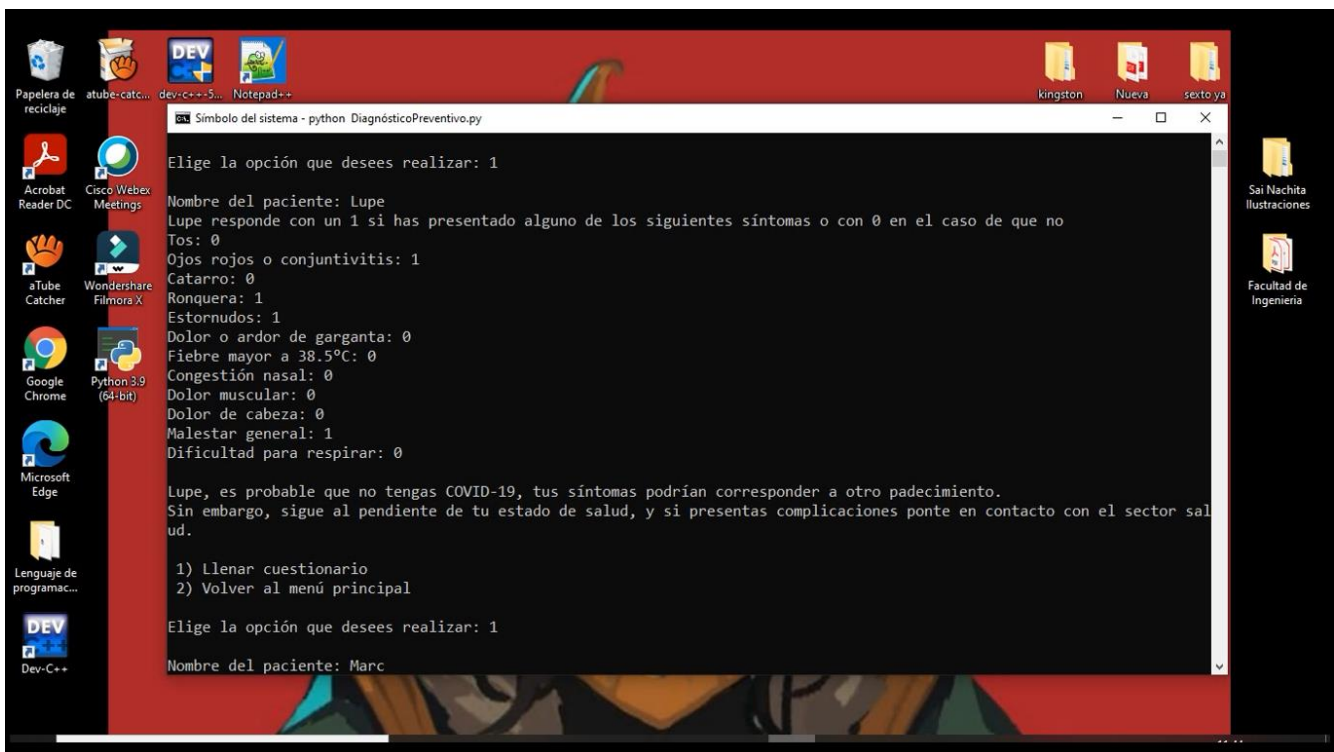 Papelera de
reciclaje
atube-catc...
dev-c++-5...
Notepad++
kingston
Nueva
sexto ya
Símbolo del sistema - python DiagnósticoPreventivo.py
Elige la opción que desees realizar: 1
Nombre del paciente: Lupe
Lupe responde con un 1 si has presentado alguno de los siguientes síntomas o con 0 en el caso de que no
Tos: 0
Ojos rojos o conjuntivitis: 1
Catarro: 0
Ronquera: 1
Estornudos: 1
Dolor o ardor de garganta: 0
Fiebre mayor a 38.5°C: 0
Congestión nasal: 0
Dolor muscular: 0
Dolor de cabeza: 0
Malestar general: 1
Dificultad para respirar: 0
Lupe, es probable que no tengas COVID-19, tus síntomas podrían corresponder a otro padecimiento.
Sin embargo, sigue al pendiente de tu estado de salud, y si presentas complicaciones ponte en contacto con el sector sal
ud.
1) Llenar cuestionario
2) Volver al menú principal
Elige la opción que desees realizar: 1
Nombre del paciente: Marc
Acrobat
Reader DC
Cisco Webex
Meetings
aTube
Catcher
Wondershare
Filmora X
Google
Chrome
Python 3.9
(64-bit)
Microsoft
Edge
Lenguaje de
programac...
DEV
C++
Dev-C++
DEV
Sai Nachita
Ilustraciones
Facultad de
Ingenieria